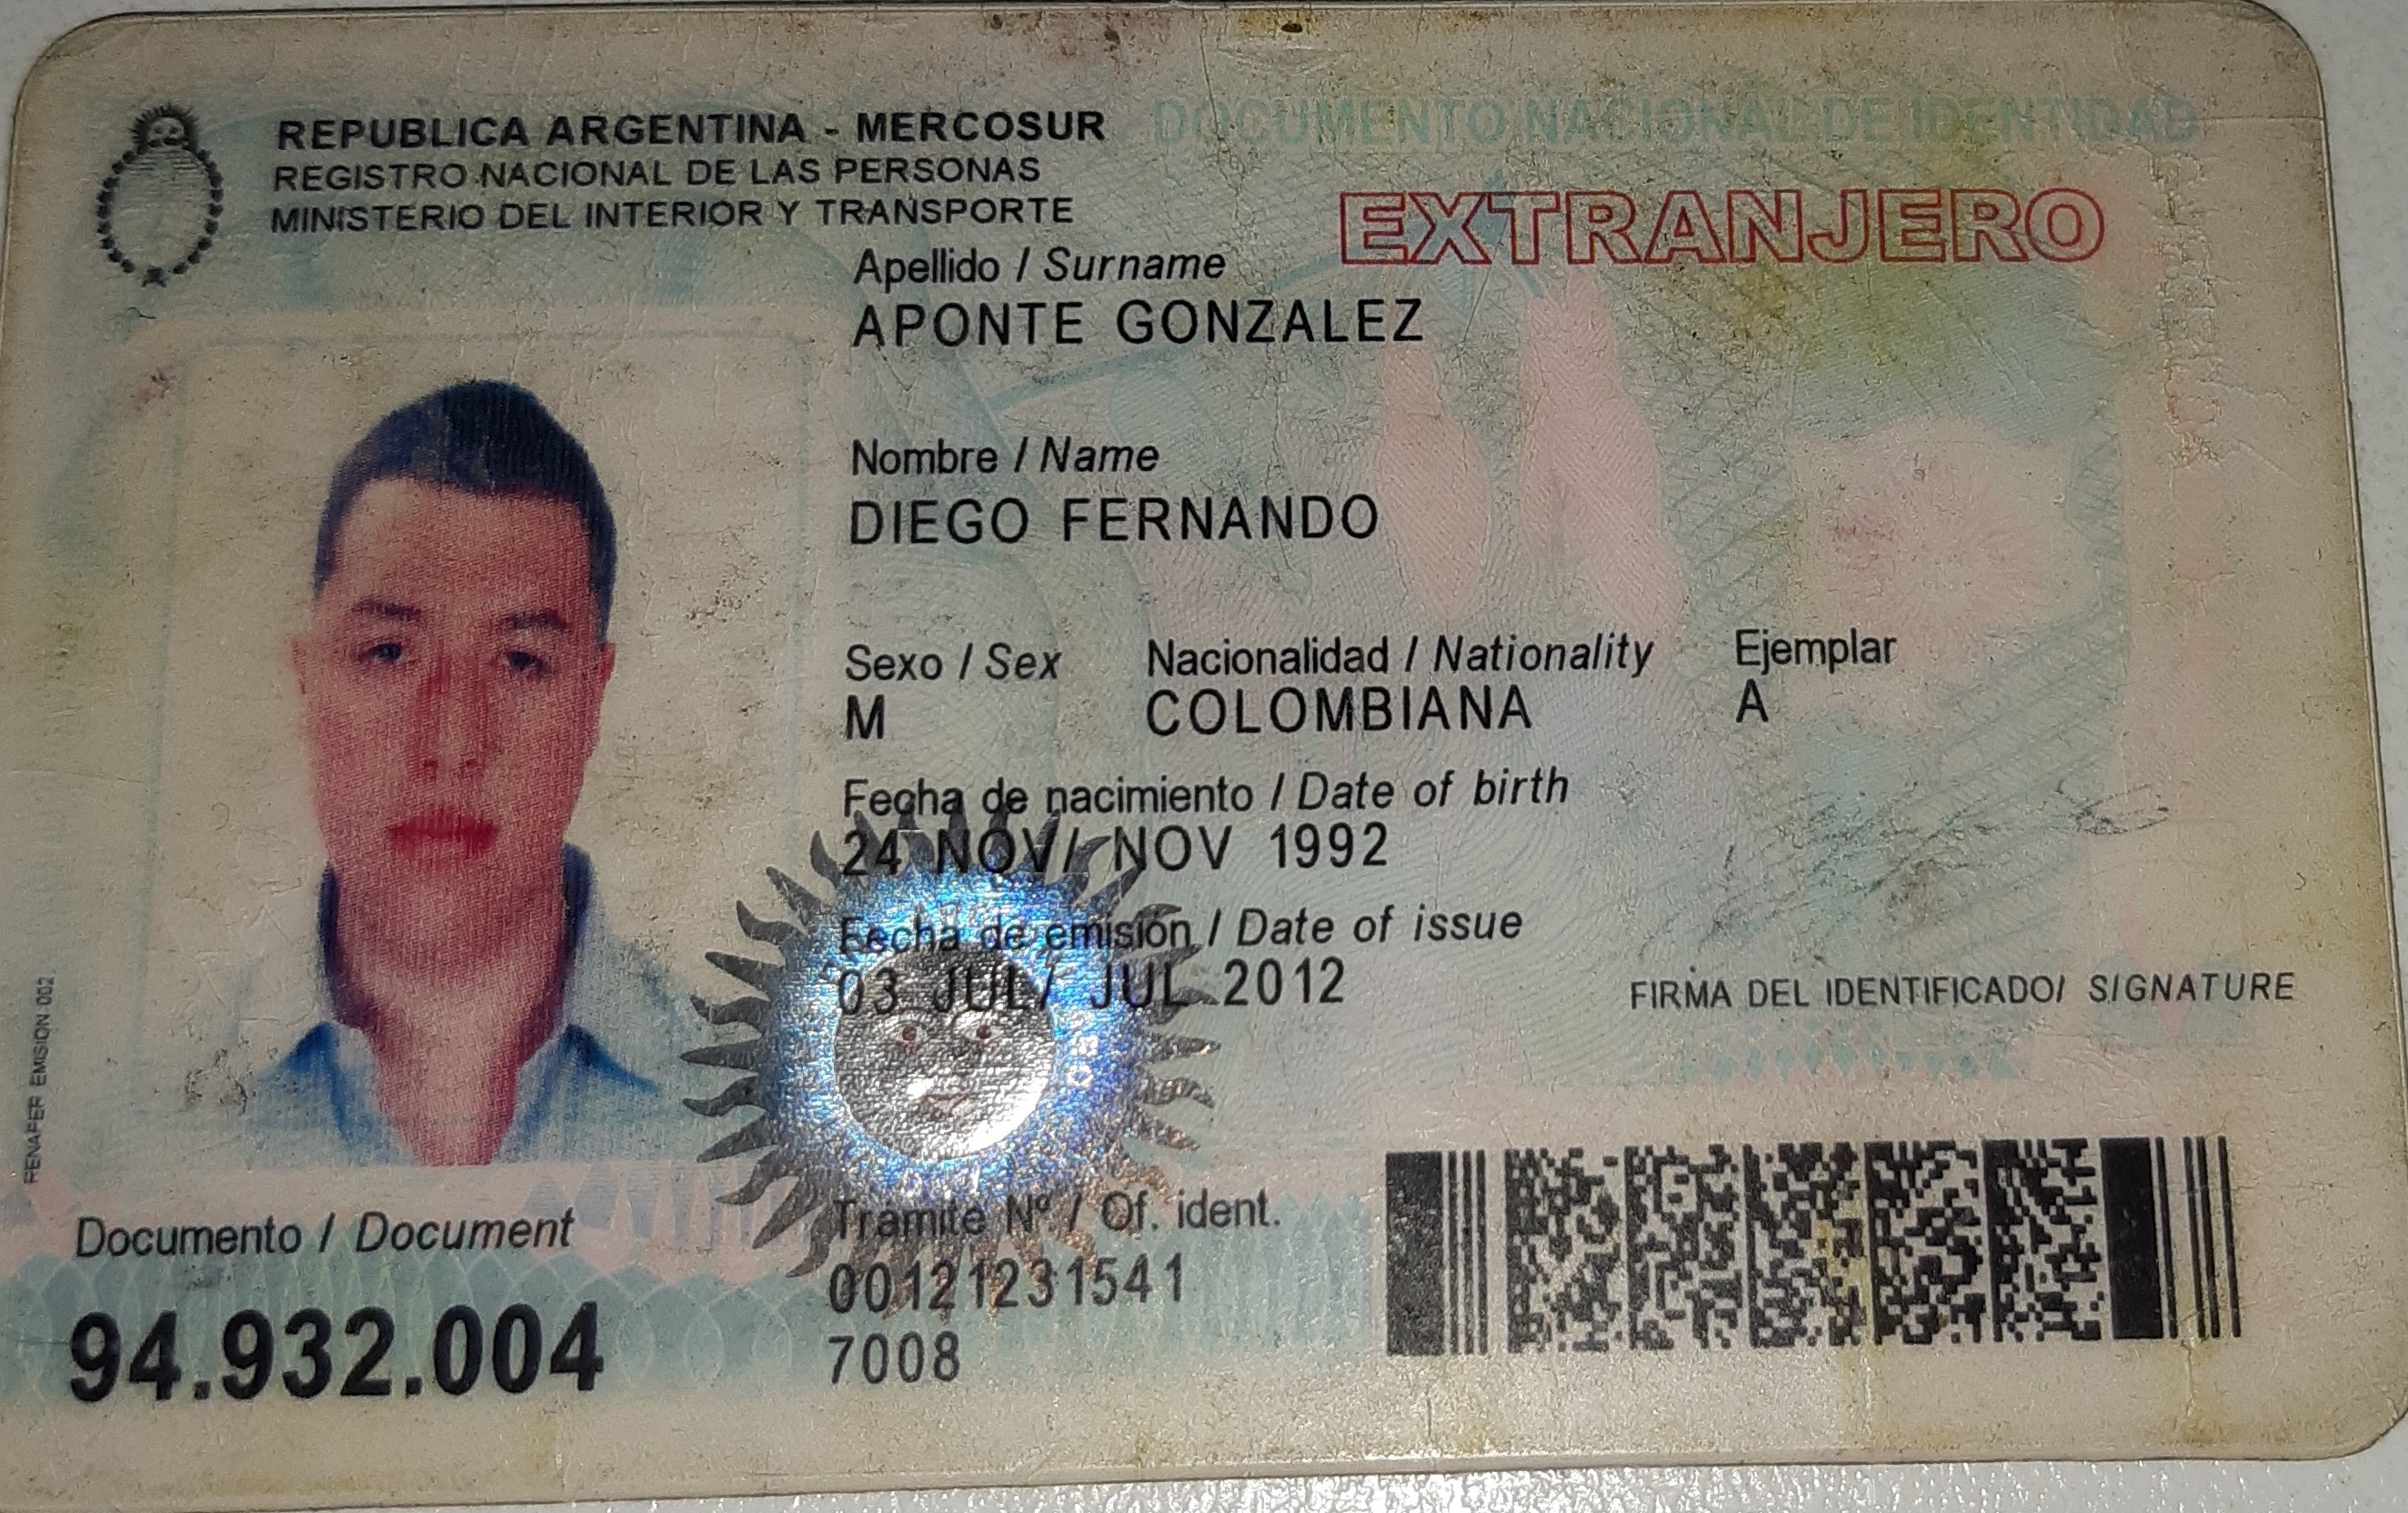 REPUBLICA ARGENTINA - MERCOSUR
REGISTRO NACIONAL DE LAS PERSONAS
MINISTERIO DEL INTERIOR Y TRANSPORTE
DOCUMENTO NACIONAL DE IDENTIDAD
EXTRANJERO
Apellido / Surname
APONTE GONZALEZ
Nombre / Name
DIEGO FERNANDO
Sexo / Sex Nacionalidad / Nationality Ejemplar
M COLOMBIANA A
Fecha de nacimiento / Date of birth
24 NOV/ NOV 1992
Fecha de emisión / Date of issue
03 JUL/ JUL 2012
FIRMA DEL IDENTIFICADO/ SIGNATURE
Tramite Nº / Of. ident.
00121231541
7008
Documento / Document
94.932.004
EMISION 002